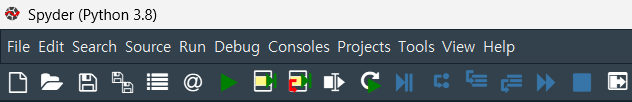 Spyder (Python 3.8)
File Edit Search Source Run Debug Consoles Projects Tools View Help
@